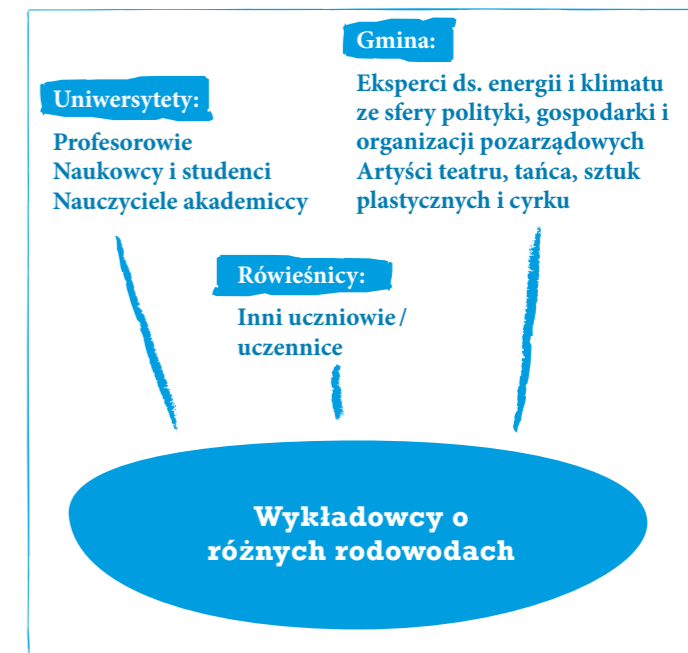 Gmina:
Eksperci ds. energii i klimatu
ze sfery polityki, gospodarki i
organizacji pozarządowych
Artyści teatru, tańca, sztuk
plastycznych i cyrku
Uniwersytety:
Profesorowie
Naukowcy i studenci
Nauczyciele akademiccy
Rówieśnicy:
Inni uczniowie /
uczennice
Wykładowcy o
różnych rodowodach